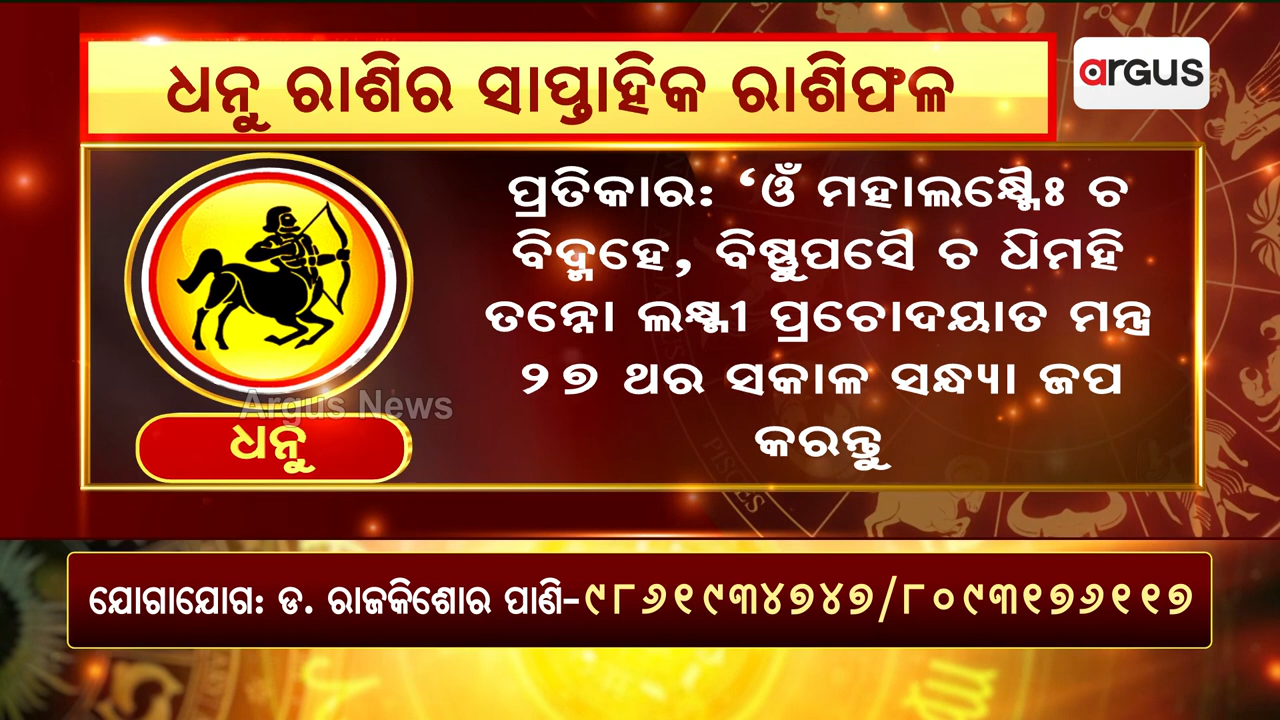 ଧନୁ ରାଶିର ସାପ୍ତାହିକ ରାଶିଫଳ
argus
ପ୍ରତିକାର: ‘ଓଁ ମହାଲକ୍ଷ୍ମୈଃ ଚ
ବିଦ୍ମହେ, ବିଷ୍ଣୁପସୈ ଚ ଧିମହି
ତନ୍ନୋ ଲକ୍ଷ୍ମୀ ପ୍ରଚୋଦୟାତ ମନ୍ତ୍ର
୨୭ ଥର ସକାଳ ସନ୍ଧ୍ୟା ଜପ
କରନ୍ତୁ
Argus News
ଧନୁ
PISCES
ଯୋଗାଯୋଗ: ଡ. ରାଜକିଶୋର ପାଣି-୯୮୬୧୯୩୪୭୪୭/୮୦୯୩୧୭୬୧୧୭